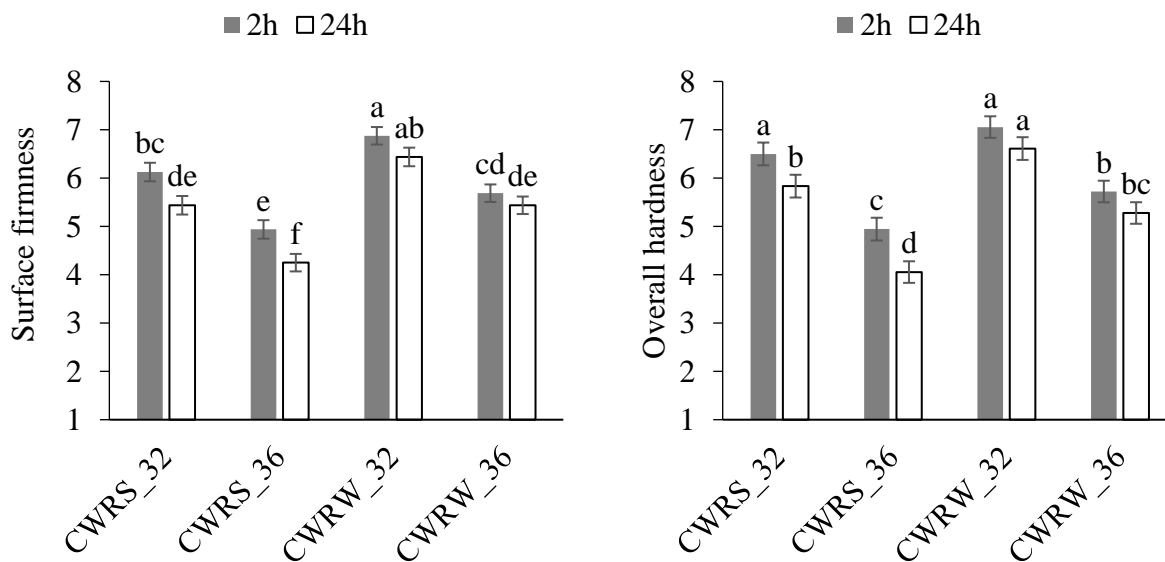 2h 24h
Surface firmness
8
7
6
5
4
3
2
1
bc
de
e
f
a
ab
cd
de
CWRS_32
CWRS_36
CWRW_32
CWRW_36
2h 24h
Overall hardness
8
7
6
5
4
3
2
1
a
b
c
d
a
a
b
bc
CWRS_32
CWRS_36
CWRW_32
CWRW_36